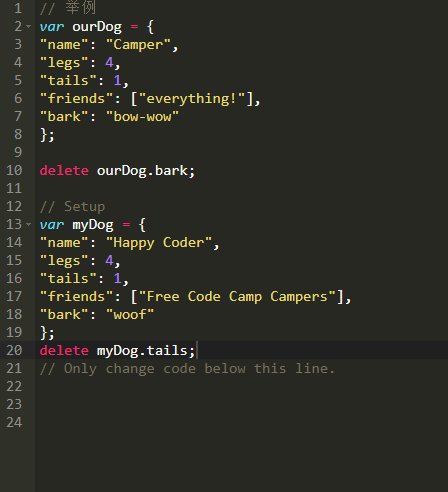 1 // 举例
2 var ourDog = {
3 "name": "Camper",
4 "legs": 4,
5 "tails": 1,
6 "friends": ["everything!"],
7 "bark": "bow-wow"
8 };
9
10 delete ourDog.bark;
11
12 // Setup
13 var myDog = {
14 "name": "Happy Coder",
15 "legs": 4,
16 "tails": 1,
17 "friends": ["Free Code Camp Campers"],
18 "bark": "woof"
19 };
20 delete myDog.tails;
21 // Only change code below this line.
22
23
24